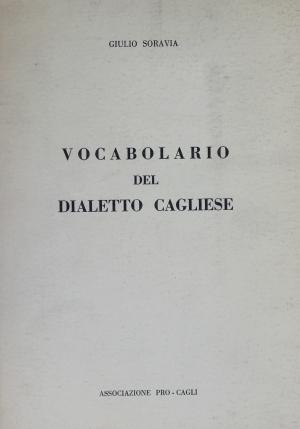 GIULIO SORAVIA
VOCABOLARIO
DEL
DIALETTO CAGLIESE
ASSOCIAZIONE PRO - CAGLI